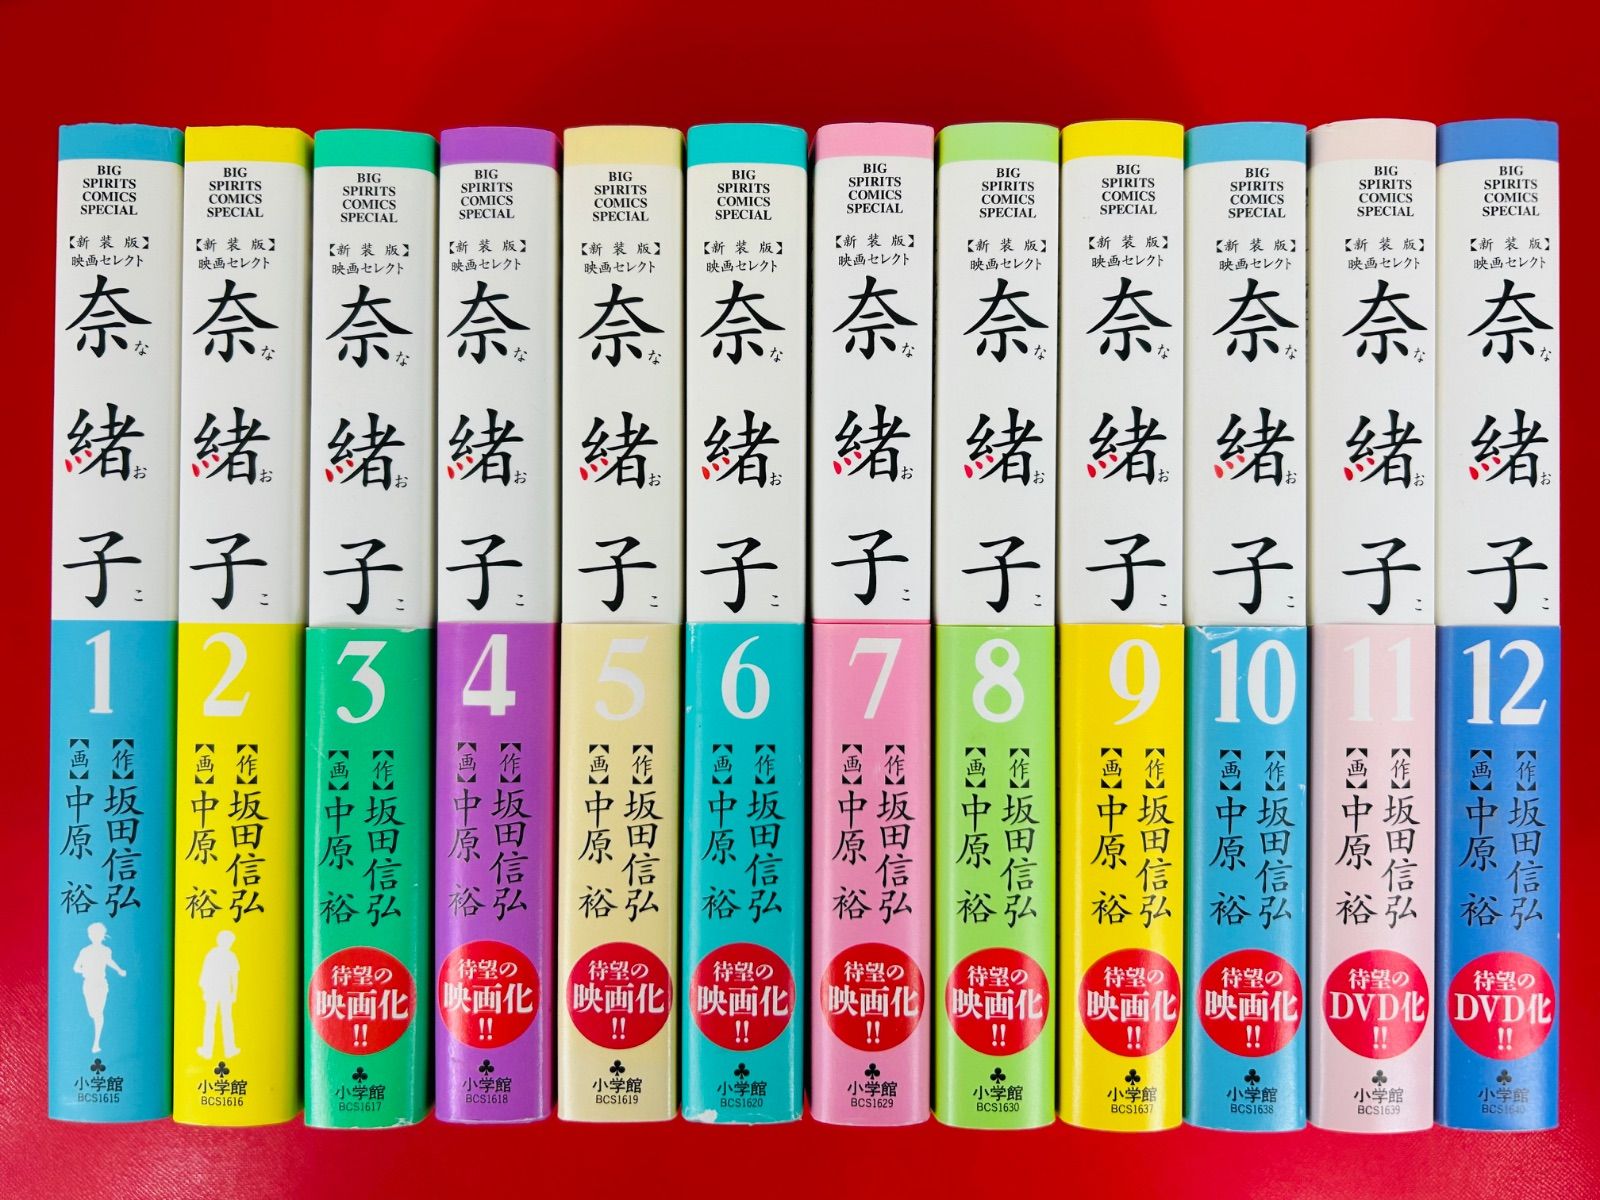 BIG
SPIRITS
COMICS
SPECIAL
【新装版】
映画セレクト
奈緒子
なおこ
1
【作】坂田信弘
【画】中原 裕
小学館
BCS1615
BIG
SPIRITS
COMICS
SPECIAL
【新装版】
映画セレクト
奈緒子
なおこ
2
【作】坂田信弘
【画】中原 裕
小学館
BCS1616
BIG
SPIRITS
COMICS
SPECIAL
【新装版】
映画セレクト
奈緒子
なおこ
3
【作】坂田信弘
【画】中原 裕
待望の
映画化
!!
小学館
BCS1617
BIG
SPIRITS
COMICS
SPECIAL
【新装版】
映画セレクト
奈緒子
なおこ
4
【作】坂田信弘
【画】中原 裕
待望の
映画化
!!
小学館
BCS1618
BIG
SPIRITS
COMICS
SPECIAL
【新装版】
映画セレクト
奈緒子
なおこ
5
【作】坂田信弘
【画】中原 裕
待望の
映画化
!!
小学館
BCS1619
BIG
SPIRITS
COMICS
SPECIAL
【新装版】
映画セレクト
奈緒子
なおこ
6
【作】坂田信弘
【画】中原 裕
待望の
映画化
!!
小学館
BCS1620
BIG
SPIRITS
COMICS
SPECIAL
【新装版】
映画セレクト
奈緒子
なおこ
7
【作】坂田信弘
【画】中原 裕
待望の
映画化
!!
小学館
BCS1629
BIG
SPIRITS
COMICS
SPECIAL
【新装版】
映画セレクト
奈緒子
なおこ
8
【作】坂田信弘
【画】中原 裕
待望の
映画化
!!
小学館
BCS1630
BIG
SPIRITS
COMICS
SPECIAL
【新装版】
映画セレクト
奈緒子
なおこ
9
【作】坂田信弘
【画】中原 裕
待望の
映画化
!!
小学館
BCS1637
BIG
SPIRITS
COMICS
SPECIAL
【新装版】
映画セレクト
奈緒子
なおこ
10
【作】坂田信弘
【画】中原 裕
待望の
映画化
!!
小学館
BCS1638
BIG
SPIRITS
COMICS
SPECIAL
【新装版】
映画セレクト
奈緒子
なおこ
11
【作】坂田信弘
【画】中原 裕
待望の
DVD化
!!
小学館
BCS1639
BIG
SPIRITS
COMICS
SPECIAL
【新装版】
映画セレクト
奈緒子
なおこ
12
【作】坂田信弘
【画】中原 裕
待望の
DVD化
!!
小学館
BCS1640